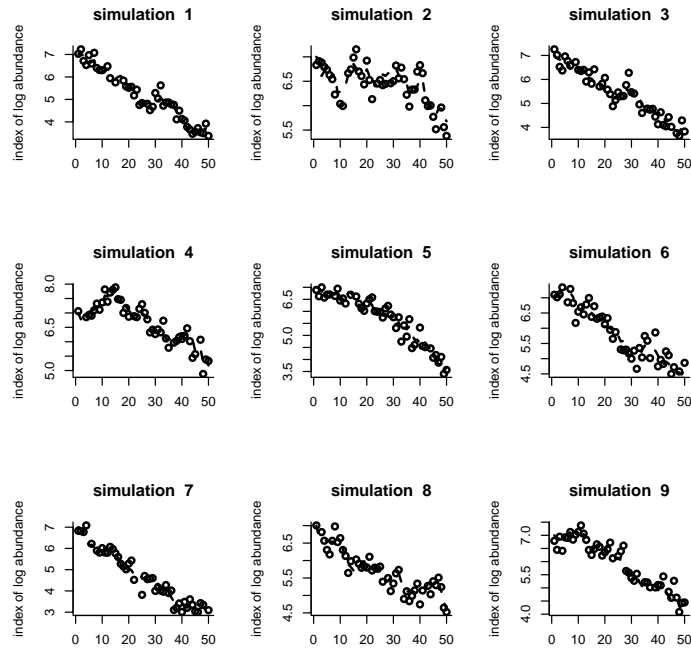 simulation 1
simulation 2
simulation 3
index of log abundance
7
6
5
4
0 10 20 30 40 50
index of log abundance
6.5
5.5
0 10 20 30 40 50
index of log abundance
7
6
5
4
0 10 20 30 40 50
simulation 4
simulation 5
simulation 6
index of log abundance
8.0
6.5
5.0
0 10 20 30 40 50
index of log abundance
6.5
5.0
3.5
0 10 20 30 40 50
index of log abundance
6.5
5.5
4.5
0 10 20 30 40 50
simulation 7
simulation 8
simulation 9
index of log abundance
7
6
5
4
3
0 10 20 30 40 50
index of log abundance
6.5
5.5
4.5
0 10 20 30 40 50
index of log abundance
7.0
5.5
4.0
0 10 20 30 40 50